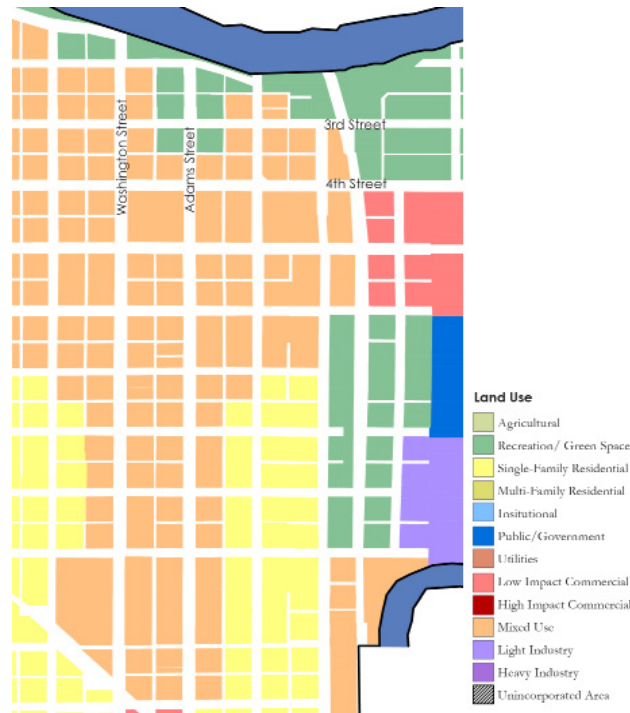 Washington Street
Adams Street
3rd Street
4th Street
Land Use
Agricultural
Recreation/ Green Space
Single-Family Residential
Multi-Family Residential
Insitutional
Public/Government
Utilities
Low Impact Commercial
High Impact Commercial
Mixed Use
Light Industry
Heavy Industry
Unincorporated Area